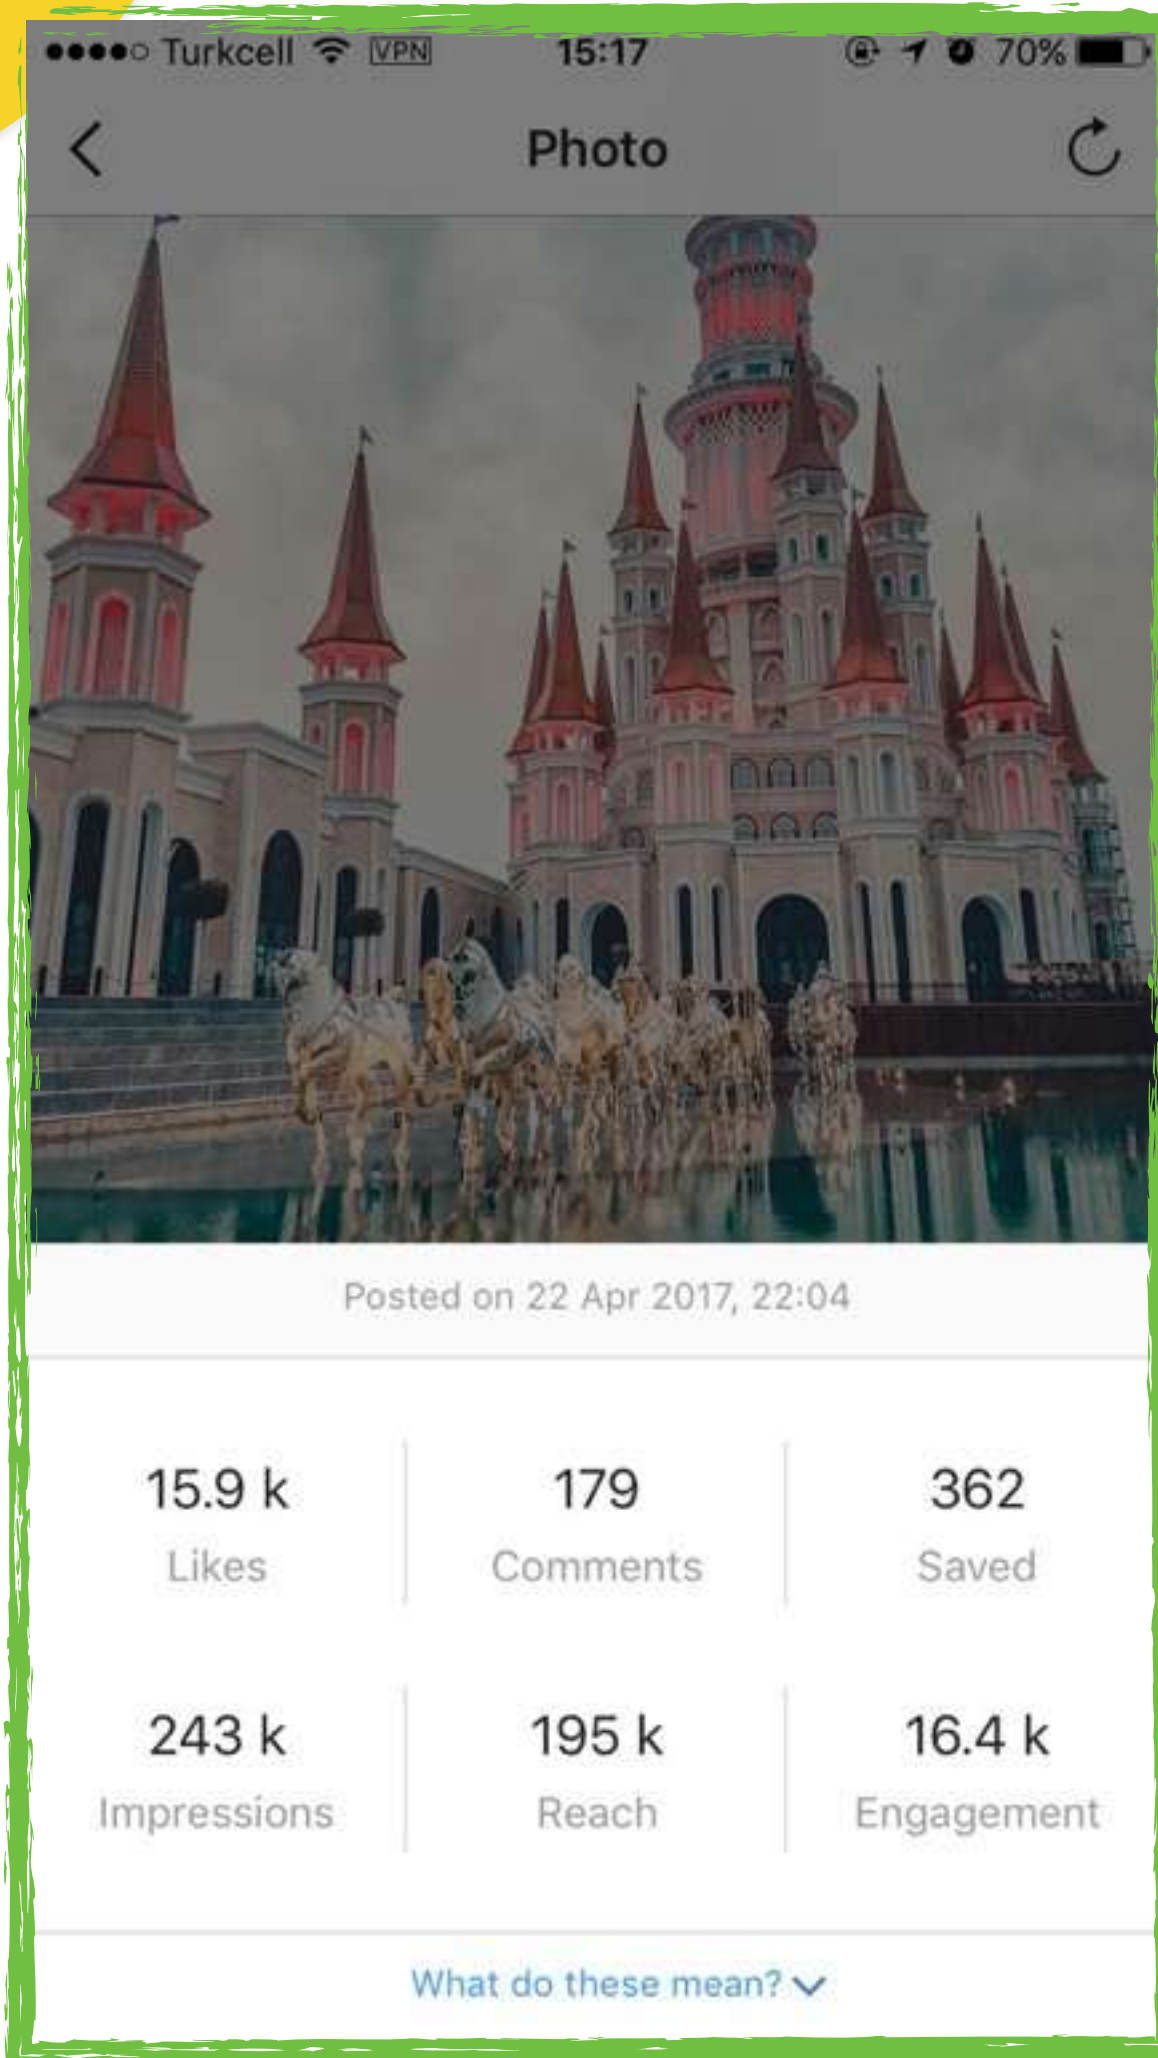 Turkcell VPN 15:17 70%
Photo
Posted on 22 Apr 2017, 22:04
15.9 k 179 362
Likes Comments Saved
243 k 195 k 16.4 k
Impressions Reach Engagement
What do these mean?